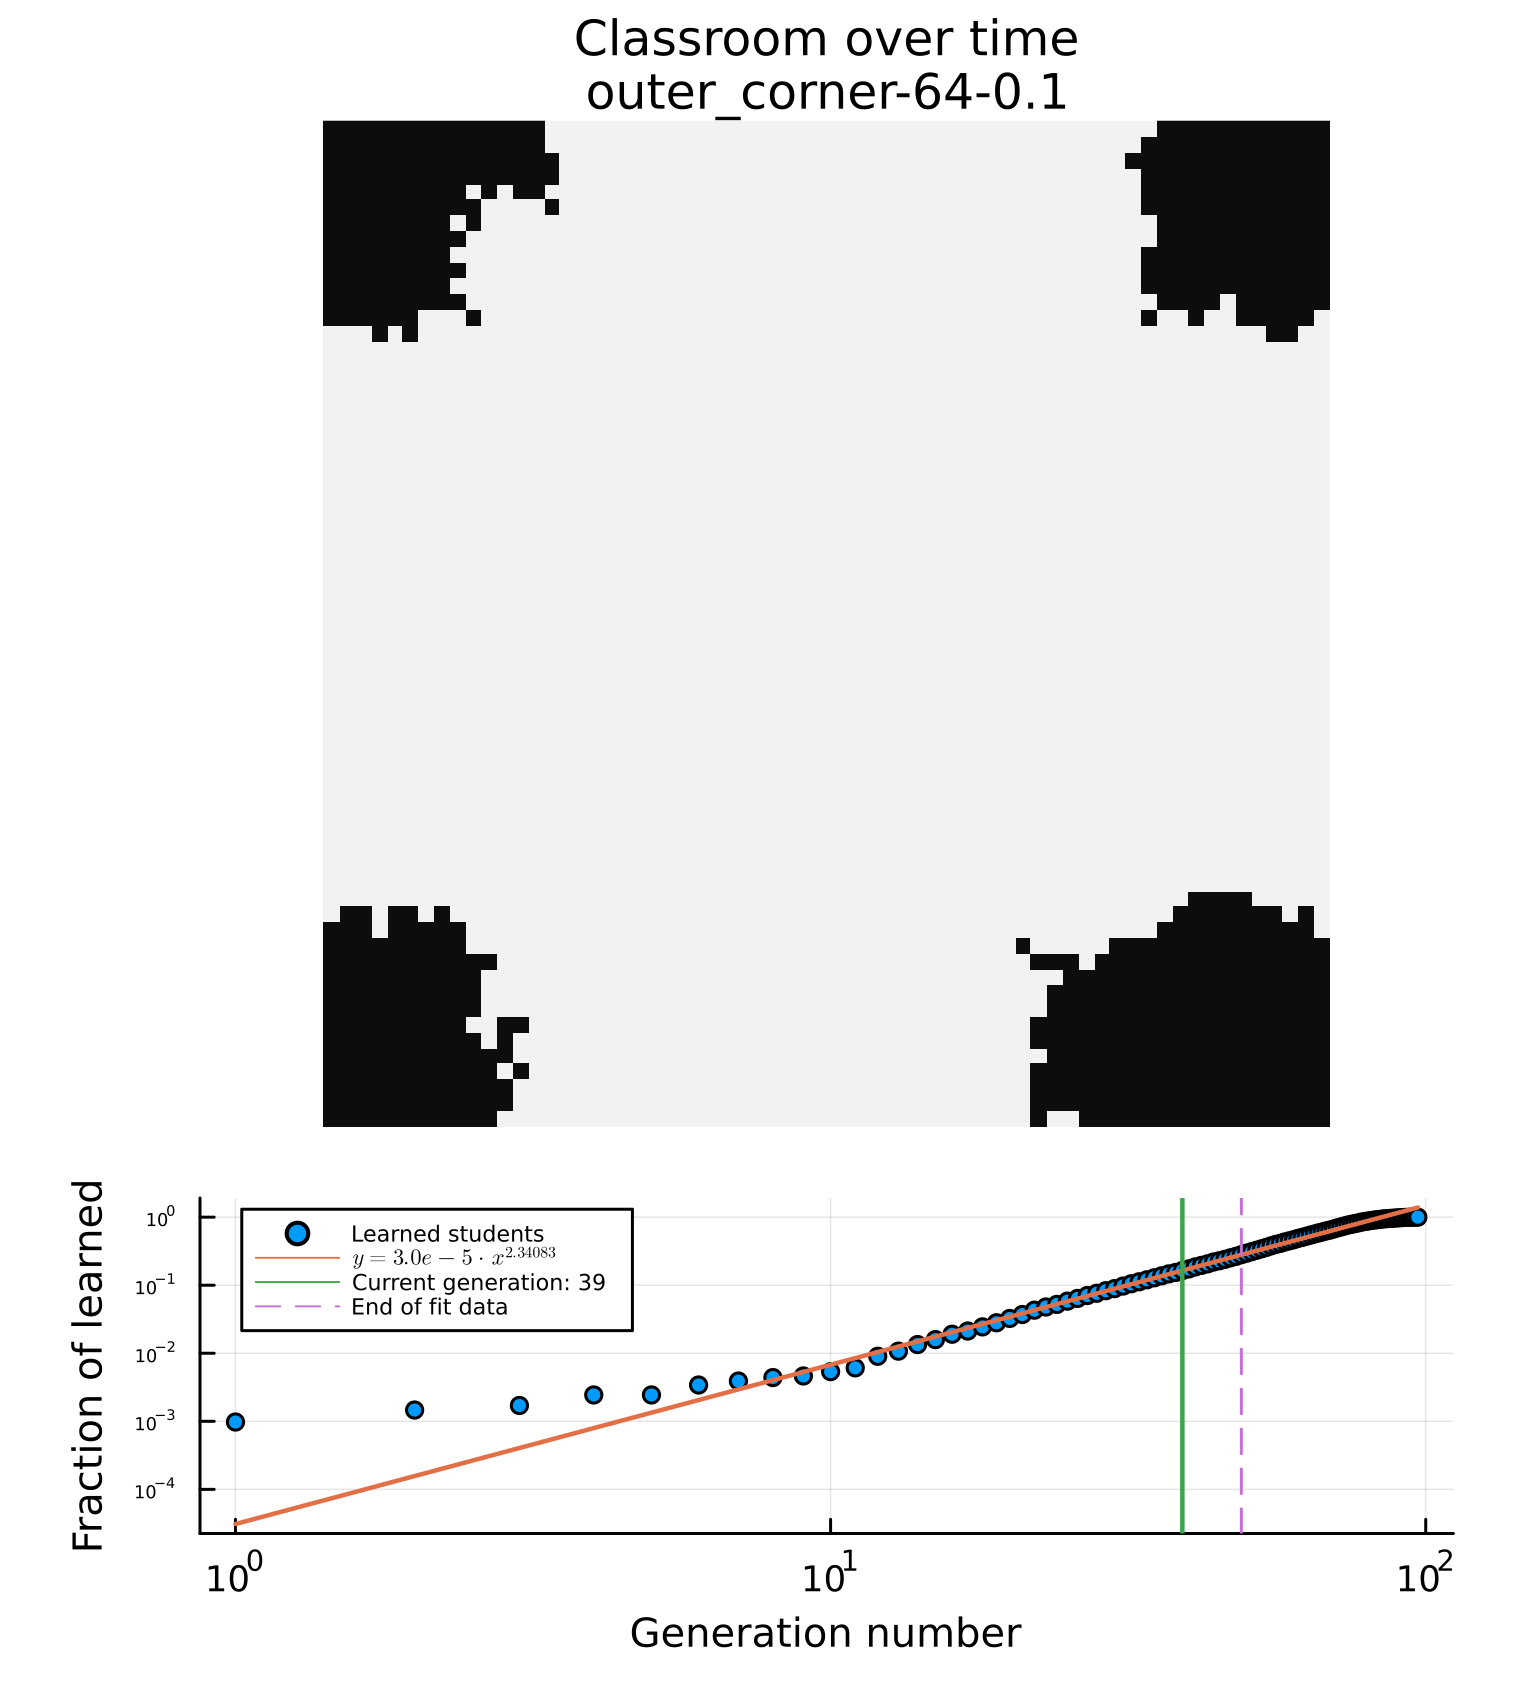 Classroom over time
outer_corner-64-0.1
Fraction of learned
10^0
10^-1
10^-2
10^-3
10^-4
Learned students
y = 3.0e − 5 · x^2.34083
Current generation: 39
End of fit data
10^0
10^1
10^2
Generation number